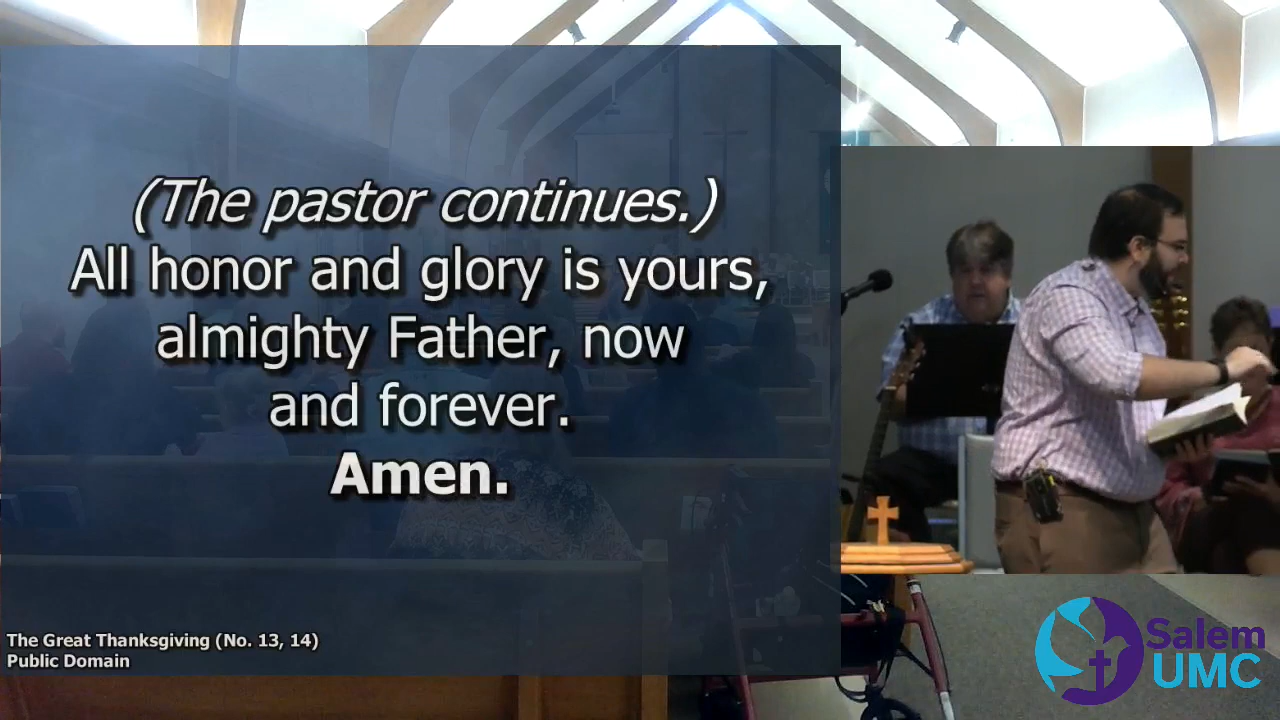 (The pastor continues.)
All honor and glory is yours,
almighty Father, now
and forever.
Amen.
The Great Thanksgiving (No. 13, 14)
Public Domain
Salem
UMC